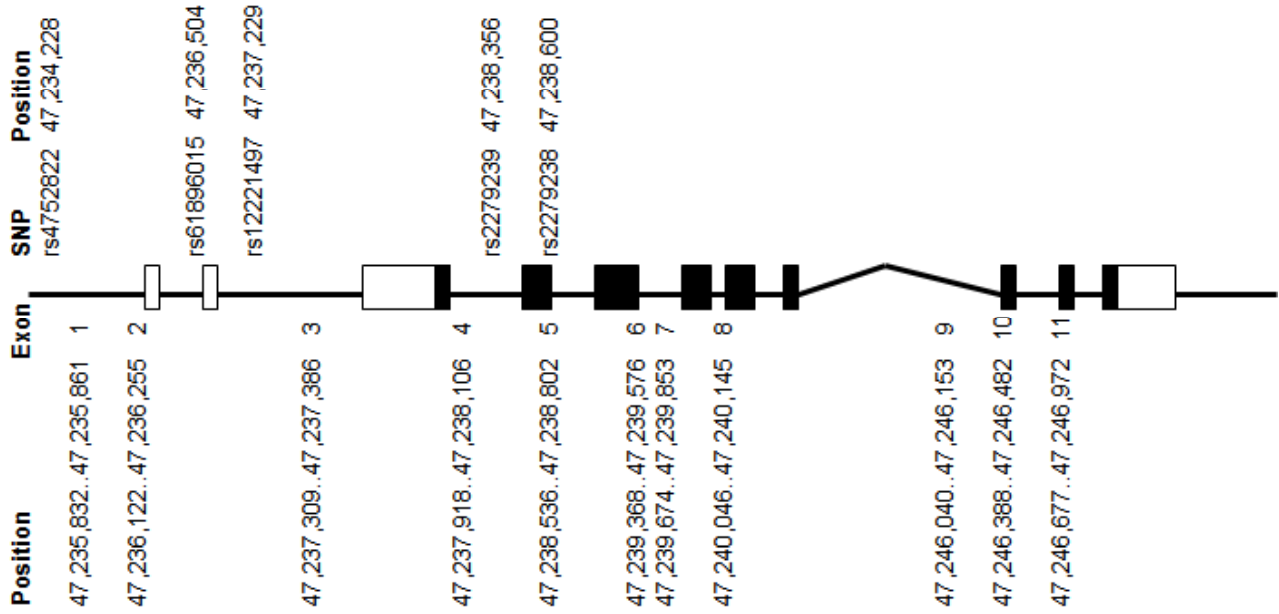 Position
SNP
Exon
Position
rs4752822 47,234,228
rs61896015 47,236,504
rs12221497 47,237,229
rs2279239 47,238,356
rs2279238 47,238,600
47,235,832..47,235,861 1
47,236,122..47,236,255 2
47,237,309..47,237,386 3
47,237,918..47,238,106 4
47,238,536..47,238,802 5
47,239,368..47,239,576 6
47,239,674..47,239,853 7
47,240,046..47,240,145 8
47,246,040..47,246,153 9
47,246,388..47,246,482 10
47,246,677..47,246,972 11